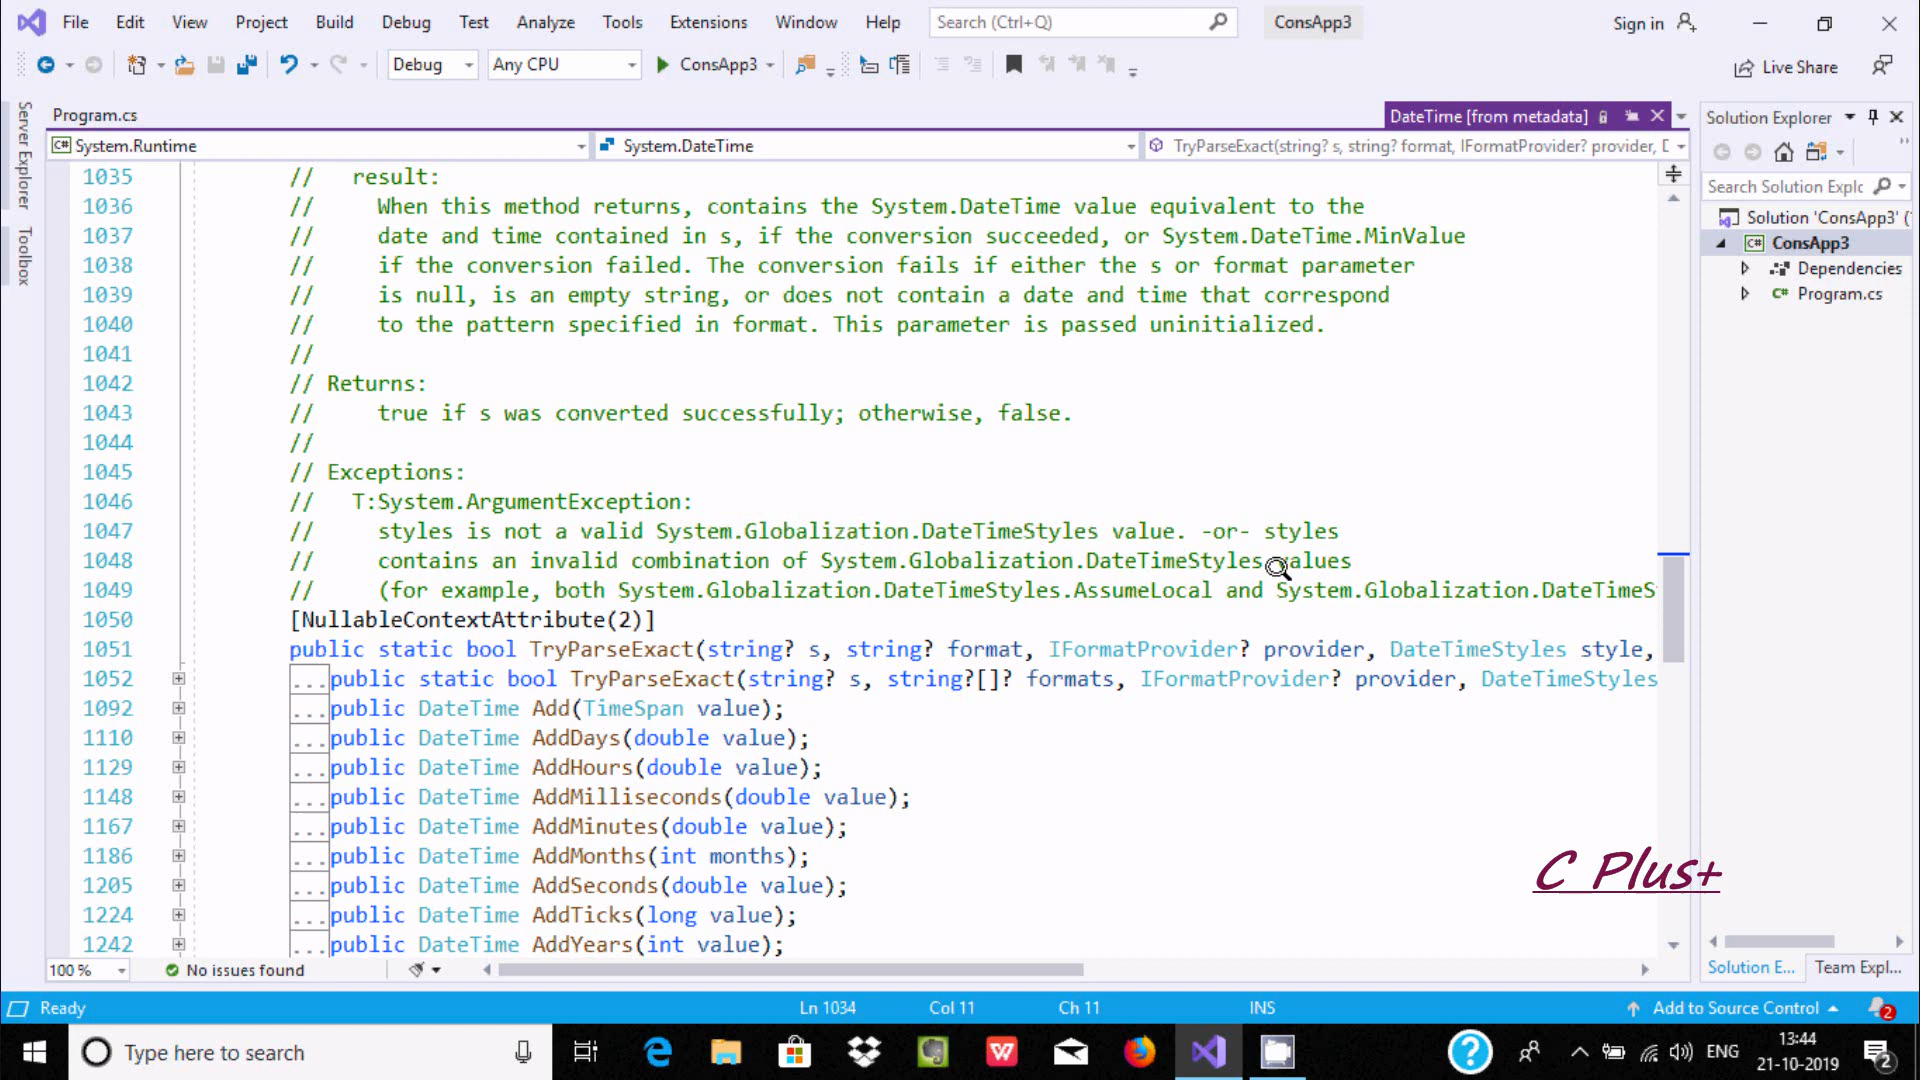 File Edit View Project Build Debug Test Analyze Tools Extensions Window Help Search (Ctrl+Q) ConsApp3 Sign in
Debug Any CPU ConsApp3 Live Share
Server Explorer
Toolbox
Program.cs DateTime [from metadata]
C# System.Runtime System.DateTime TryParseExact(string? s, string? format, IFormatProvider? provider, D
1035 // result:
1036 // When this method returns, contains the System.DateTime value equivalent to the
1037 // date and time contained in s, if the conversion succeeded, or System.DateTime.MinValue
1038 // if the conversion failed. The conversion fails if either the s or format parameter
1039 // is null, is an empty string, or does not contain a date and time that correspond
1040 // to the pattern specified in format. This parameter is passed uninitialized.
1041 //
1042 // Returns:
1043 // true if s was converted successfully; otherwise, false.
1044 //
1045 // Exceptions:
1046 // T:System.ArgumentException:
1047 // styles is not a valid System.Globalization.DateTimeStyles value. -or- styles
1048 // contains an invalid combination of System.Globalization.DateTimeStyles values
1049 // (for example, both System.Globalization.DateTimeStyles.AssumeLocal and System.Globalization.DateTimeS
1050 [NullableContextAttribute(2)]
1051 public static bool TryParseExact(string? s, string? format, IFormatProvider? provider, DateTimeStyles style,
1052 ...public static bool TryParseExact(string? s, string?[]? formats, IFormatProvider? provider, DateTimeStyles
1092 ...public DateTime Add(TimeSpan value);
1110 ...public DateTime AddDays(double value);
1129 ...public DateTime AddHours(double value);
1148 ...public DateTime AddMilliseconds(double value);
1167 ...public DateTime AddMinutes(double value);
1186 ...public DateTime AddMonths(int months);
1205 ...public DateTime AddSeconds(double value);
1224 ...public DateTime AddTicks(long value);
1242 ...public DateTime AddYears(int value);
C Plus+
100 % No issues found
Solution Explorer
Search Solution Explc
Solution 'ConsApp3' (
C# ConsApp3
Dependencies
C# Program.cs
Solution E... Team Expl...
Ready Ln 1034 Col 11 Ch 11 INS Add to Source Control 2
Type here to search ENG 13:44
21-10-2019 2